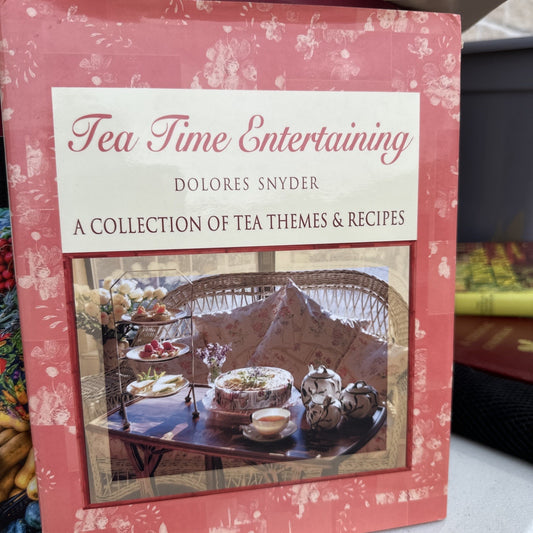 Tea Time Entertaining
DOLORES SNYDER
A COLLECTION OF TEA THEMES & RECIPES